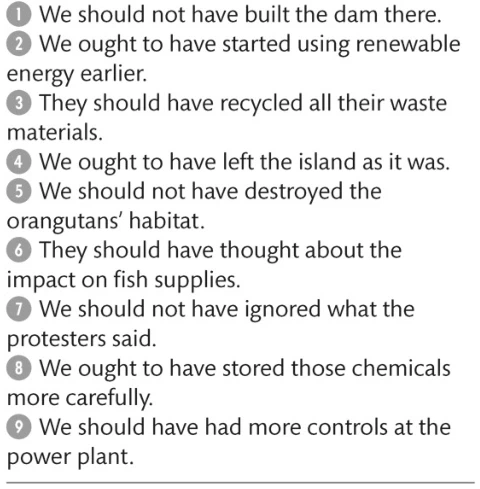 1 We should not have built the dam there.
2 We ought to have started using renewable
energy earlier.
3 They should have recycled all their waste
materials.
4 We ought to have left the island as it was.
5 We should not have destroyed the
orangutans’ habitat.
6 They should have thought about the
impact on fish supplies.
7 We should not have ignored what the
protesters said.
8 We ought to have stored those chemicals
more carefully.
9 We should have had more controls at the
power plant.